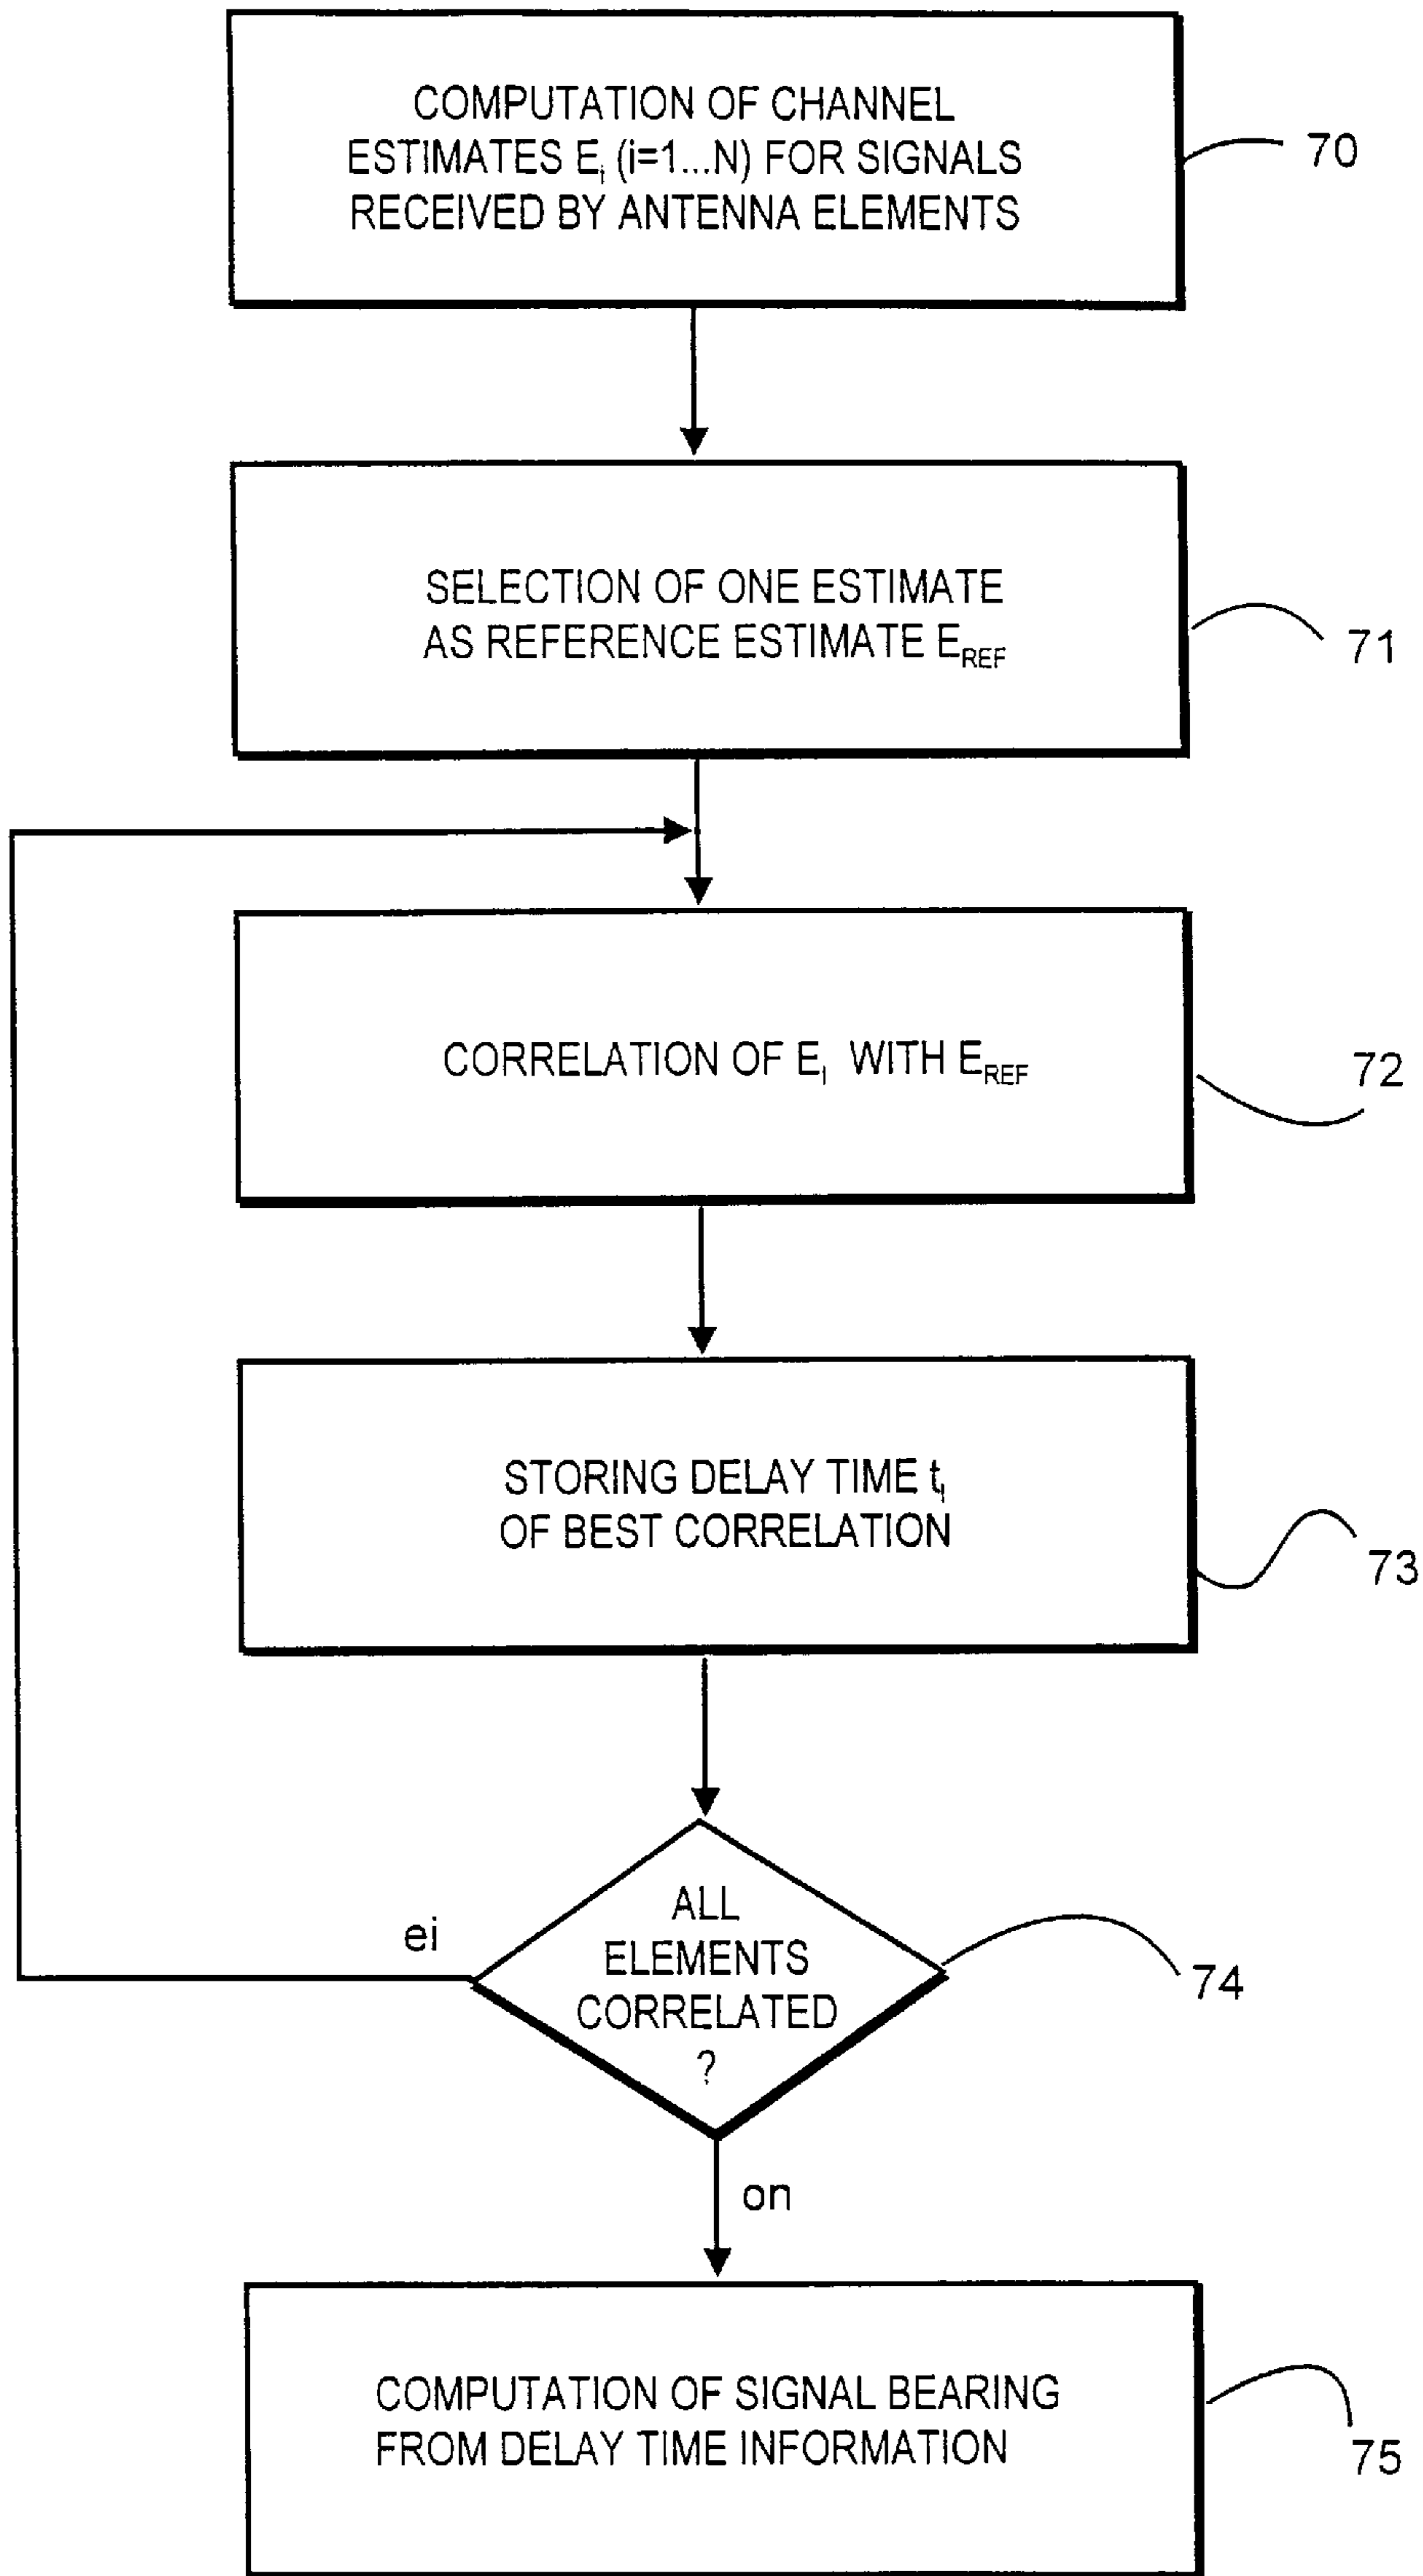 COMPUTATION OF CHANNEL
ESTIMATES Ei (i=1...N) FOR SIGNALS
RECEIVED BY ANTENNA ELEMENTS
70
SELECTION OF ONE ESTIMATE
AS REFERENCE ESTIMATE EREF
71
CORRELATION OF Ei WITH EREF
72
STORING DELAY TIME ti
OF BEST CORRELATION
73
ALL
ELEMENTS
CORRELATED
?
ei
74
on
COMPUTATION OF SIGNAL BEARING
FROM DELAY TIME INFORMATION
75